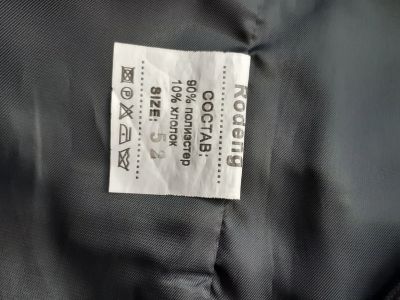 Rodeng
СОСТАВ:
90% полиэстер
10% хлопок
SIZE: 52